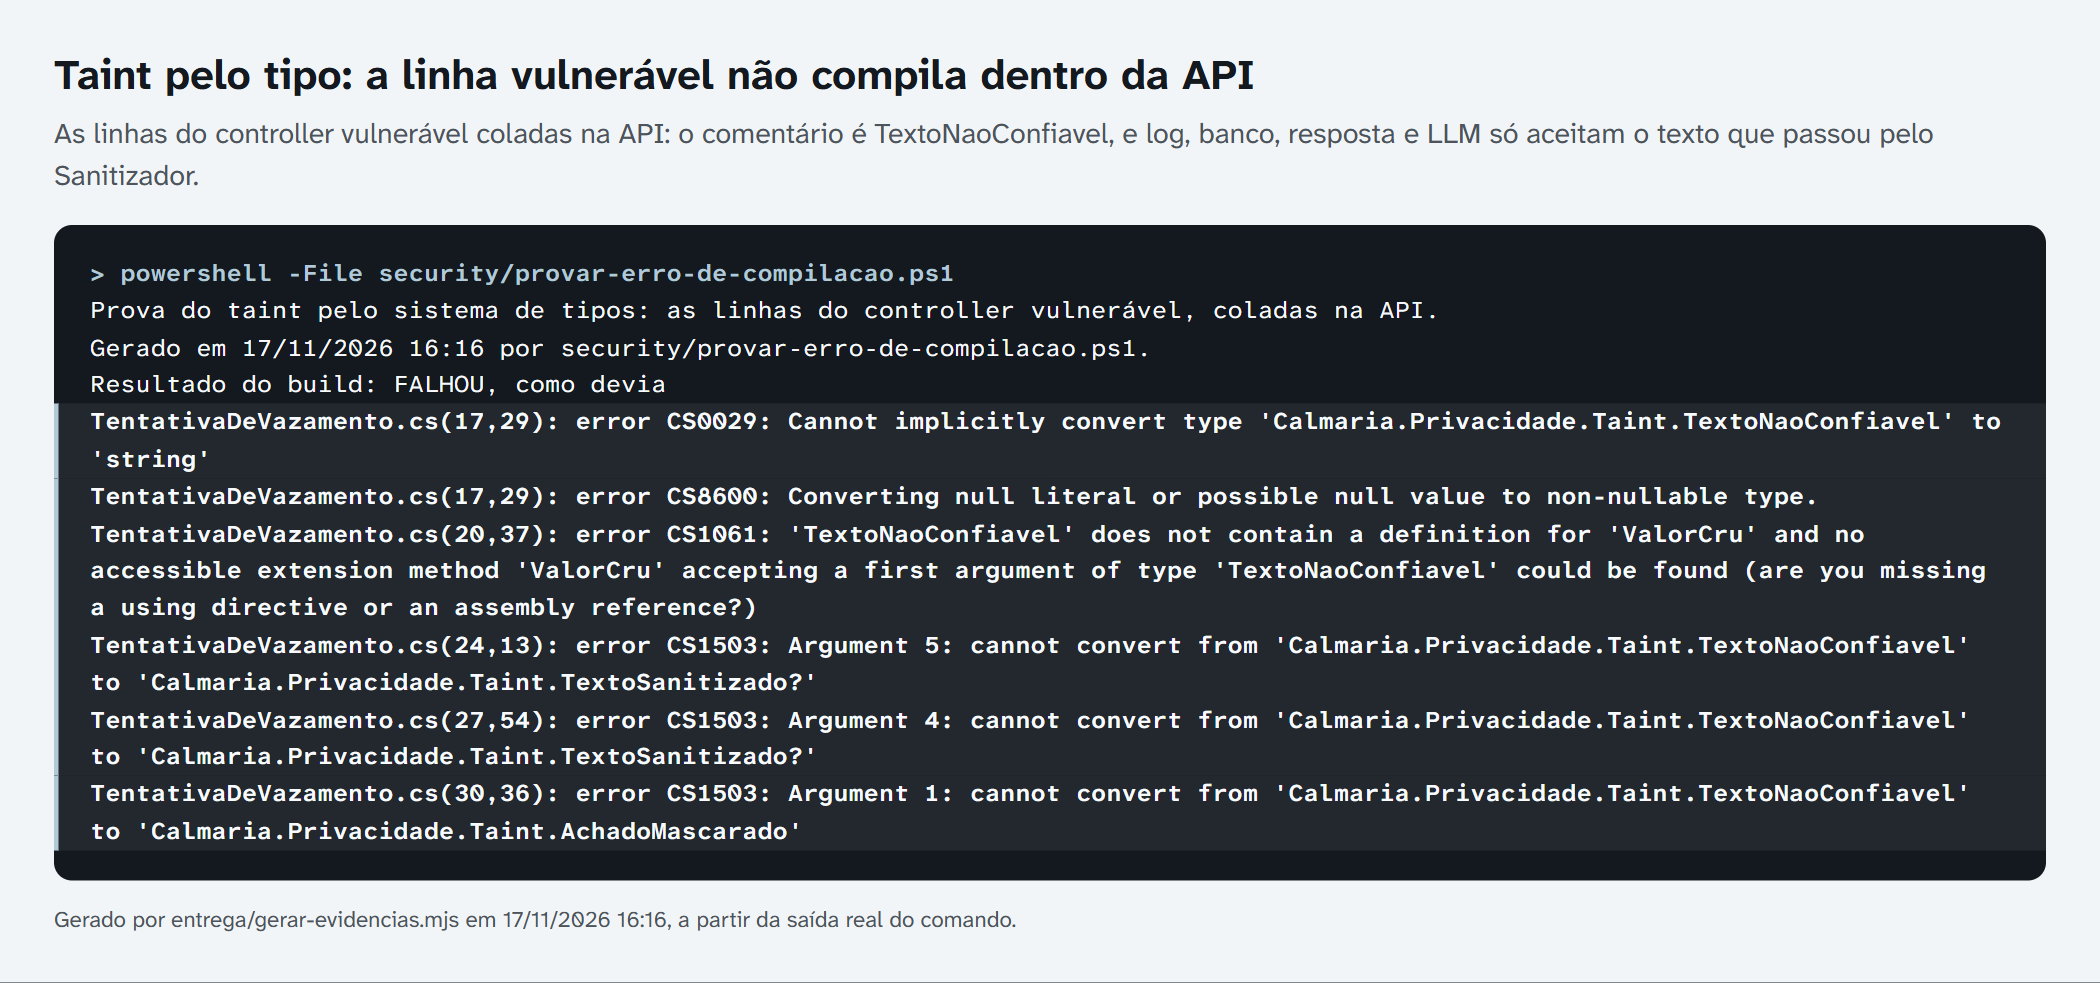 Taint pelo tipo: a linha vulnerável não compila dentro da API
As linhas do controller vulnerável coladas na API: o comentário é TextoNaoConfiavel, e log, banco, resposta e LLM só aceitam o texto que passou pelo
Sanitizador.
> powershell -File security/provar-erro-de-compilacao.ps1
Prova do taint pelo sistema de tipos: as linhas do controller vulnerável, coladas na API.
Gerado em 17/11/2026 16:16 por security/provar-erro-de-compilacao.ps1.
Resultado do build: FALHOU, como devia
TentativaDeVazamento.cs(17,29): error CS0029: Cannot implicitly convert type 'Calmaria.Privacidade.Taint.TextoNaoConfiavel' to
'string'
TentativaDeVazamento.cs(17,29): error CS8600: Converting null literal or possible null value to non-nullable type.
TentativaDeVazamento.cs(20,37): error CS1061: 'TextoNaoConfiavel' does not contain a definition for 'ValorCru' and no
accessible extension method 'ValorCru' accepting a first argument of type 'TextoNaoConfiavel' could be found (are you missing
a using directive or an assembly reference?)
TentativaDeVazamento.cs(24,13): error CS1503: Argument 5: cannot convert from 'Calmaria.Privacidade.Taint.TextoNaoConfiavel'
to 'Calmaria.Privacidade.Taint.TextoSanitizado?'
TentativaDeVazamento.cs(27,54): error CS1503: Argument 4: cannot convert from 'Calmaria.Privacidade.Taint.TextoNaoConfiavel'
to 'Calmaria.Privacidade.Taint.TextoSanitizado?'
TentativaDeVazamento.cs(30,36): error CS1503: Argument 1: cannot convert from 'Calmaria.Privacidade.Taint.TextoNaoConfiavel'
to 'Calmaria.Privacidade.Taint.AchadoMascarado'
Gerado por entrega/gerar-evidencias.mjs em 17/11/2026 16:16, a partir da saída real do comando.